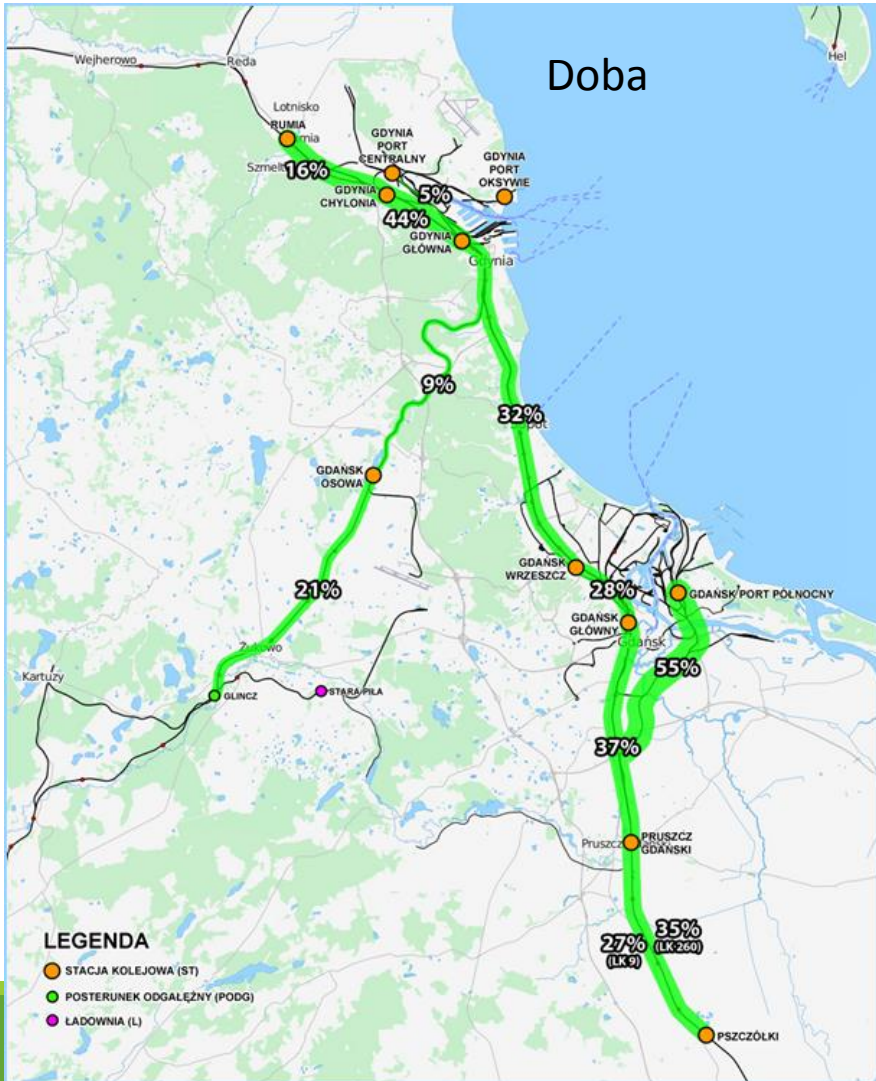 Doba
Hel
Wejherowo
Reda
Lotnisko
RUMIA
16%
GDYNIA
PORT
CENTRALNY
GDYNIA
PORT
OKSYWIE
GDYNIA
CHYLONIA
5%
44%
GDYNIA
GŁÓWNA
Gdynia
9%
32%
GDAŃSK
OSOWA
GDAŃSK
WRZESZCZ
28%
GDAŃSK PORT PÓŁNOCNY
21%
GDAŃSK
GŁÓWNY
Gdańsk
Żukowo
55%
Kartuzy
GLINCZ
STARA PIŁA
37%
PRUSZCZ
GDAŃSKI
Pruszcz
27%
(LK 9)
35%
(LK 260)
PSZCZÓŁKI
LEGENDA
STACJA KOLEJOWA (ST)
POSTERUNEK ODGAŁĘŹNY (PODG)
ŁADOWNIA (L)